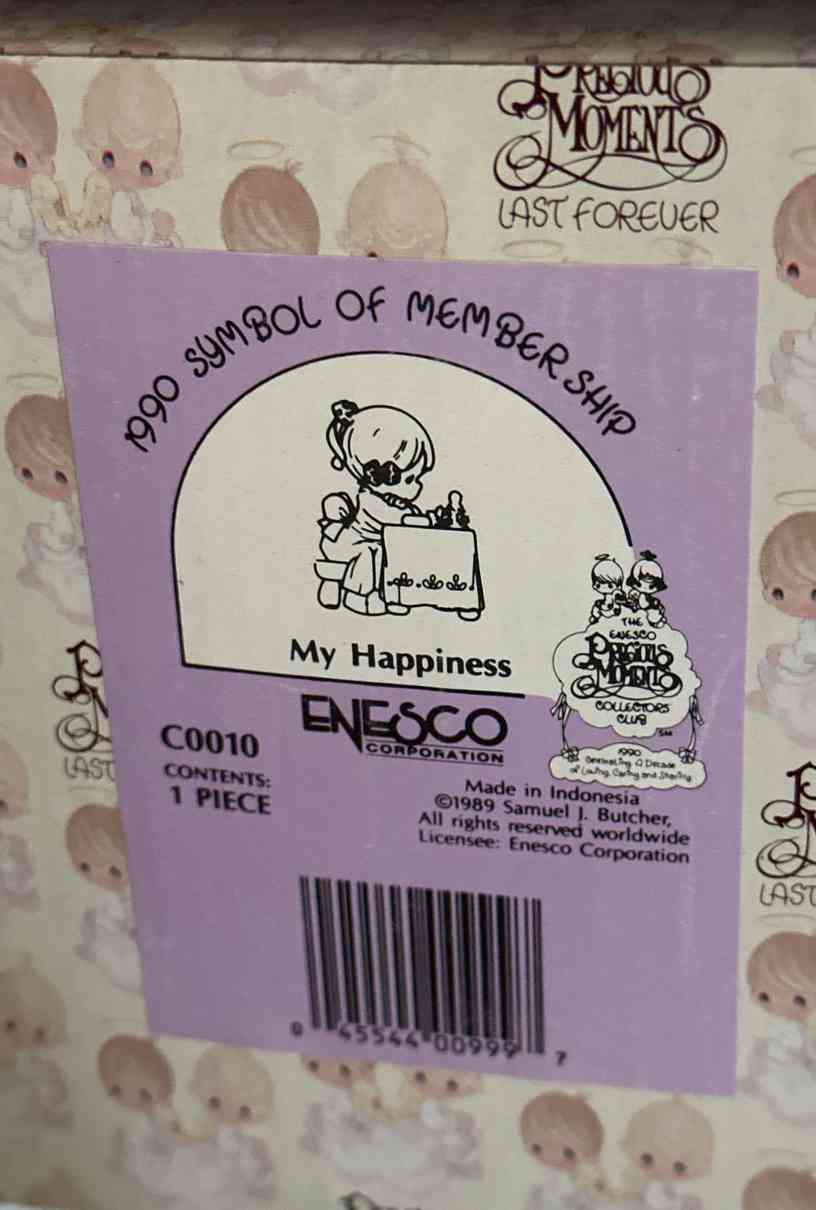 PRECIOUS
MOMENTS
LAST FOREVER
1990 SYMBOL OF MEMBERSHIP
My Happiness
THE
ENESCO
PRECIOUS
MOMENTS
COLLECTORS'
CLUB
SM
1990
Celebrating A Decade
of Loving, Caring and Sharing
ENESCO
CORPORATION
C0010
CONTENTS:
1 PIECE
Made in Indonesia
©1989 Samuel J. Butcher,
All rights reserved worldwide
Licensee: Enesco Corporation
0 45544 00999 7
LAST
LAST